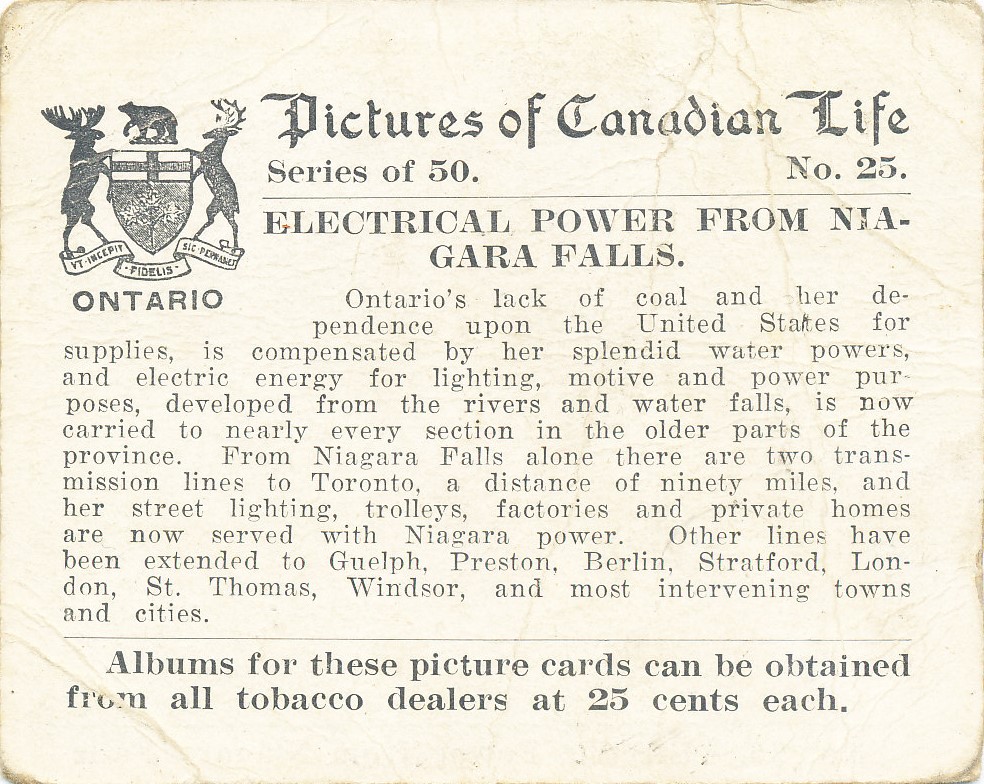 Pictures of Canadian Life
Series of 50. No. 25.
ELECTRICAL POWER FROM NIA-
GARA FALLS.
VT·INCEPIT
·FIDELIS·
SIC·PERMANET
ONTARIO
Ontario's lack of coal and her de-
pendence upon the United States for
supplies, is compensated by her splendid water powers,
and electric energy for lighting, motive and power pur-
poses, developed from the rivers and water falls, is now
carried to nearly every section in the older parts of the
province. From Niagara Falls alone there are two trans-
mission lines to Toronto, a distance of ninety miles, and
her street lighting, trolleys, factories and private homes
are now served with Niagara power. Other lines have
been extended to Guelph, Preston, Berlin, Stratford, Lon-
don, St. Thomas, Windsor, and most intervening towns
and cities.
Albums for these picture cards can be obtained
from all tobacco dealers at 25 cents each.